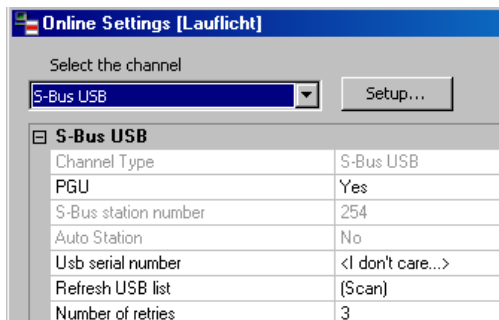 Online Settings [Lauflicht]
Select the channel
S-Bus USB Setup...
S-Bus USB
Channel Type S-Bus USB
PGU Yes
S-Bus station number 254
Auto Station No
Usb serial number <I don't care...>
Refresh USB list (Scan)
Number of retries 3